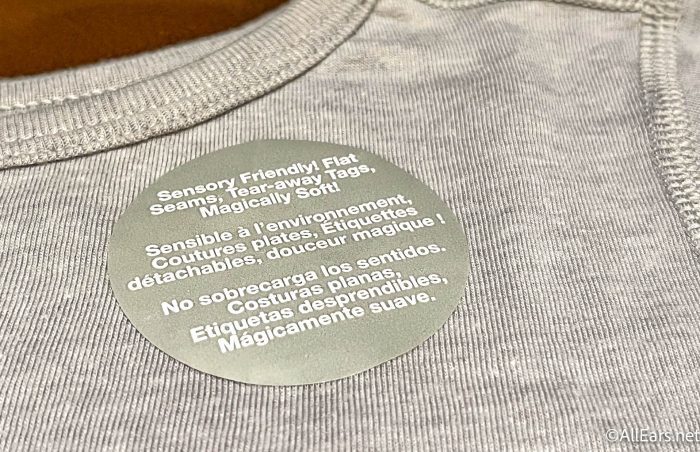 Sensory Friendly! Flat
Seams, Tear-away Tags,
Magically Soft!
Sensible à l'environnement,
Coutures plates, Étiquettes
détachables, douceur magique !
No sobrecarga los sentidos.
Costuras planas,
Etiquetas desprendibles,
Mágicamente suave.
©AllEars.net